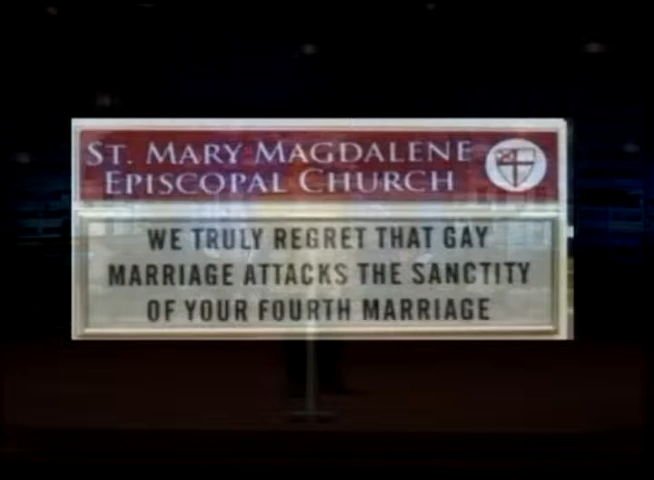 ST. MARY MAGDALENE
EPISCOPAL CHURCH
WE TRULY REGRET THAT GAY
MARRIAGE ATTACKS THE SANCTITY
OF YOUR FOURTH MARRIAGE